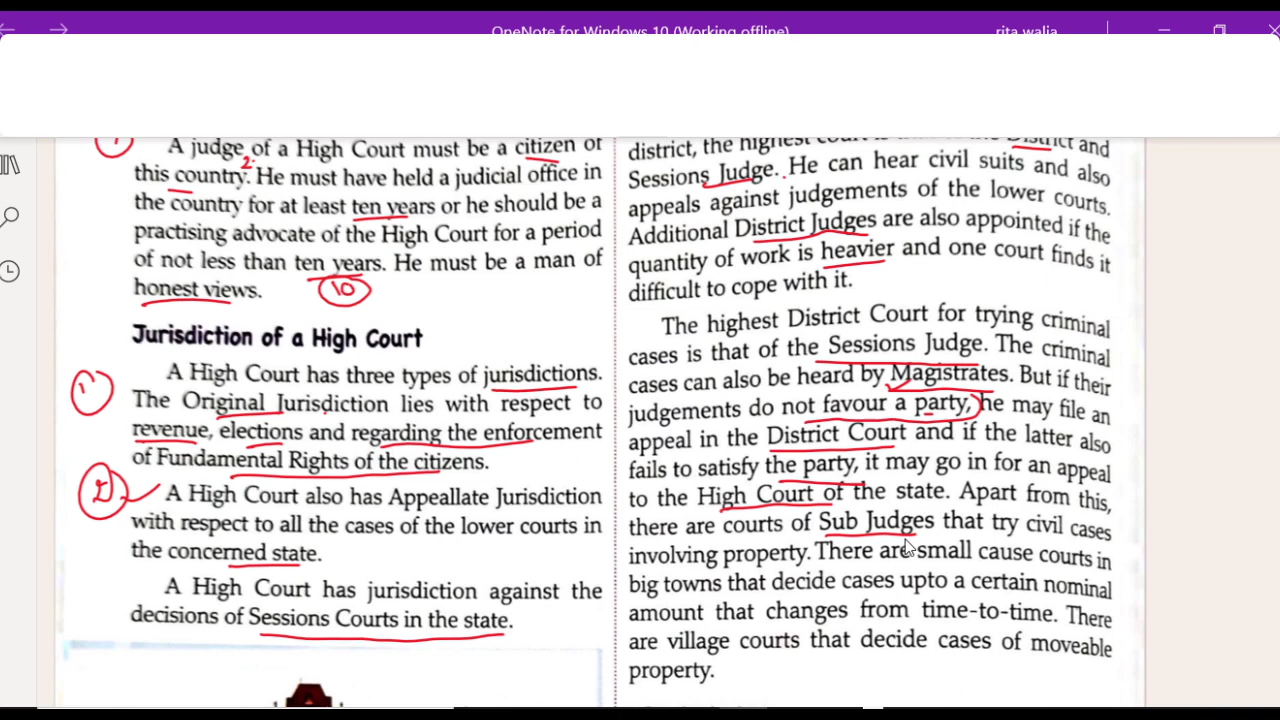 OneNote for Windows 10 (Working offline)
rita walia
A judge of a High Court must be a citizen of
2.
this country. He must have held a judicial office in
the country for at least ten years or he should be a
practising advocate of the High Court for a period
of not less than ten years. He must be a man of
honest views.
10
Jurisdiction of a High Court
A High Court has three types of jurisdictions.
The Original Jurisdiction lies with respect to
revenue, elections and regarding the enforcement
of Fundamental Rights of the citizens.
A High Court also has Appellate Jurisdiction
with respect to all the cases of the lower courts in
the concerned state.
A High Court has jurisdiction against the
decisions of Sessions Courts in the state.
district, the highest court is District and
Sessions Judge. He can hear civil suits and also
appeals against judgements of the lower courts.
Additional District Judges are also appointed if the
quantity of work is heavier and one court finds it
difficult to cope with it.
The highest District Court for trying criminal
cases is that of the Sessions Judge. The criminal
cases can also be heard by Magistrates. But if their
judgements do not favour a party, he may file an
appeal in the District Court and if the latter also
fails to satisfy the party, it may go in for an appeal
to the High Court of the state. Apart from this,
there are courts of Sub Judges that try civil cases
involving property. There are small cause courts in
big towns that decide cases upto a certain nominal
amount that changes from time-to-time. There
are village courts that decide cases of moveable
property.